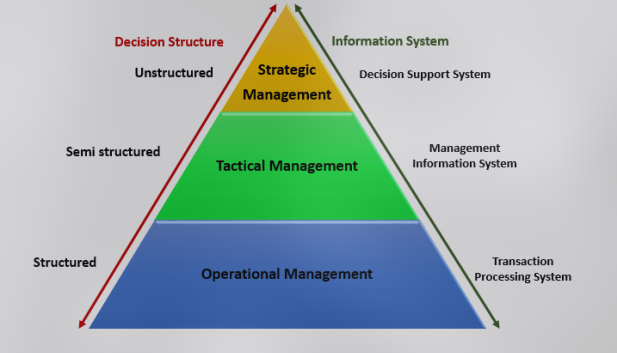 Decision Structure
Information System
Unstructured
Strategic
Management
Decision Support System
Semi structured
Tactical Management
Management
Information System
Structured
Operational Management
Transaction
Processing System